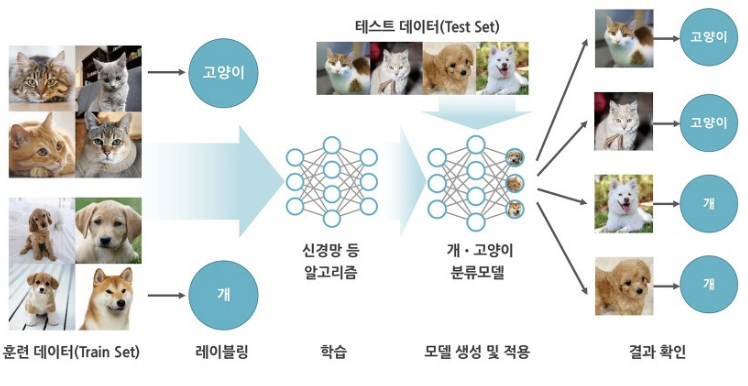 테스트 데이터(Test Set)
고양이
고양이
고양이
개
개
개
신경망 등
알고리즘
개·고양이
분류모델
훈련 데이터(Train Set)
레이블링
학습
모델 생성 및 적용
결과 확인